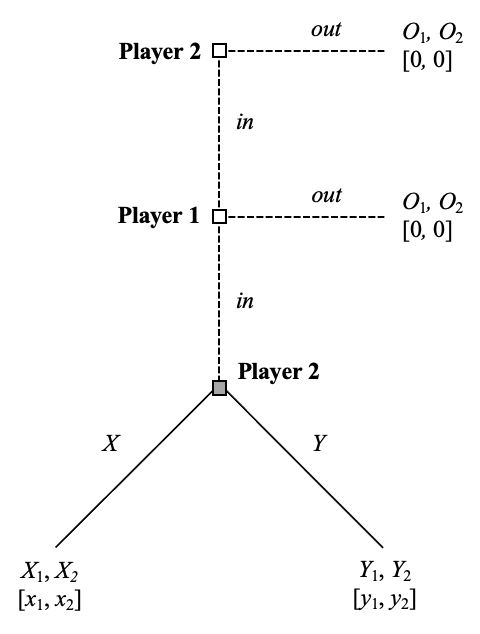 out
O₁, O₂
Player 2
[0, 0]
in
out
O₁, O₂
Player 1
[0, 0]
in
Player 2
X
Y
X₁, X₂
Y₁, Y₂
[x₁, x₂]
[y₁, y₂]